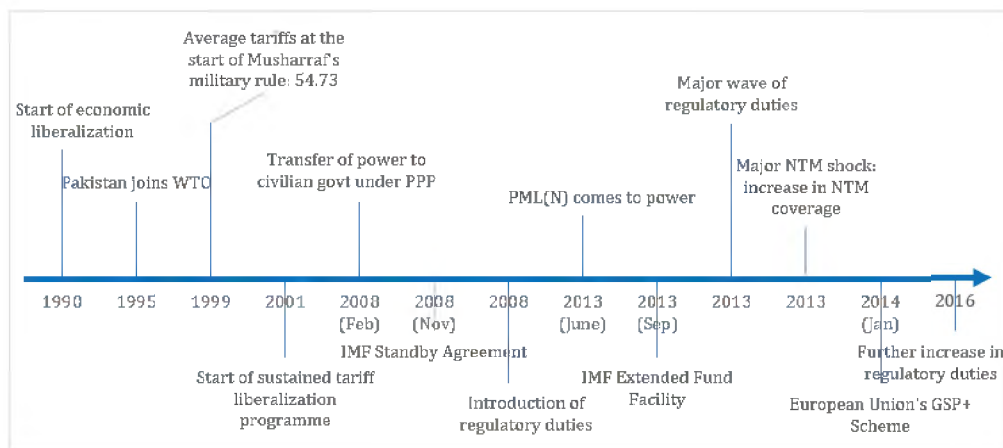 Average tariffs at the
start of Musharraf's
military rule: 54.73
Start of economic
liberalization
Pakistan joins WTO
Transfer of power to
civilian govt under PPP
PML(N) comes to power
Major wave of
regulatory duties
Major NTM shock:
increase in NTM
coverage
1990
1995
1999
2001
2008
(Feb)
2008
(Nov)
2008
2013
(June)
2013
(Sep)
2013
2013
2014
(Jan)
2016
Start of sustained tariff
liberalization
programme
IMF Standby Agreement
Introduction of
regulatory duties
IMF Extended Fund
Facility
European Union's GSP+
Scheme
Further increase in
regulatory duties